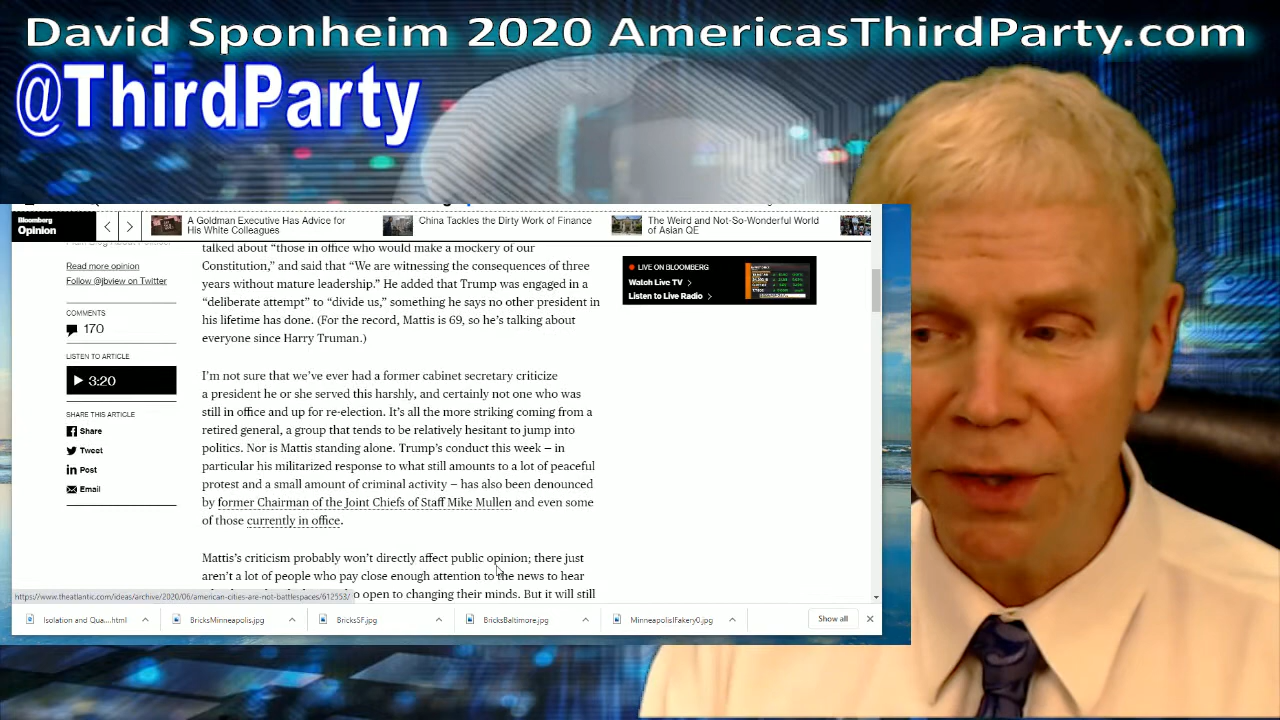 David Sponheim 2020 AmericasThirdParty.com
@ThirdParty
Bloomberg
Opinion
A Goldman Executive Has Advice for
His White Colleagues
China Tackles the Dirty Work of Finance
The Weird and Not-So-Wonderful World
of Asian QE
Read more opinion
Follow @jbview on Twitter
COMMENTS
170
LISTEN TO ARTICLE
3:20
SHARE THIS ARTICLE
Share
Tweet
Post
Email
talked about “those in office who would make a mockery of our
Constitution,” and said that “We are witnessing the consequences of three
years without mature leadership.” He added that Trump was engaged in a
“deliberate attempt” to “divide us,” something he says no other president in
his lifetime has done. (For the record, Mattis is 69, so he’s talking about
everyone since Harry Truman.)
I’m not sure that we’ve ever had a former cabinet secretary criticize
a president he or she served this harshly, and certainly not one who was
still in office and up for re-election. It’s all the more striking coming from a
retired general, a group that tends to be relatively hesitant to jump into
politics. Nor is Mattis standing alone. Trump’s conduct this week — in
particular his militarized response to what still amounts to a lot of peaceful
protest and a small amount of criminal activity — has also been denounced
by former Chairman of the Joint Chiefs of Staff Mike Mullen and even some
of those currently in office.
Mattis’s criticism probably won’t directly affect public opinion; there just
aren’t a lot of people who pay close enough attention to the news to hear
o open to changing their minds. But it will still
LIVE ON BLOOMBERG
Watch Live TV
Listen to Live Radio
https://www.theatlantic.com/ideas/archive/2020/06/american-cities-are-not-battlespaces/612553/
Isolation and Qua....html
BricksMinneapolis.jpg
BricksSF.jpg
BricksBaltimore.jpg
MinneapolisIFakery0.jpg
Show all